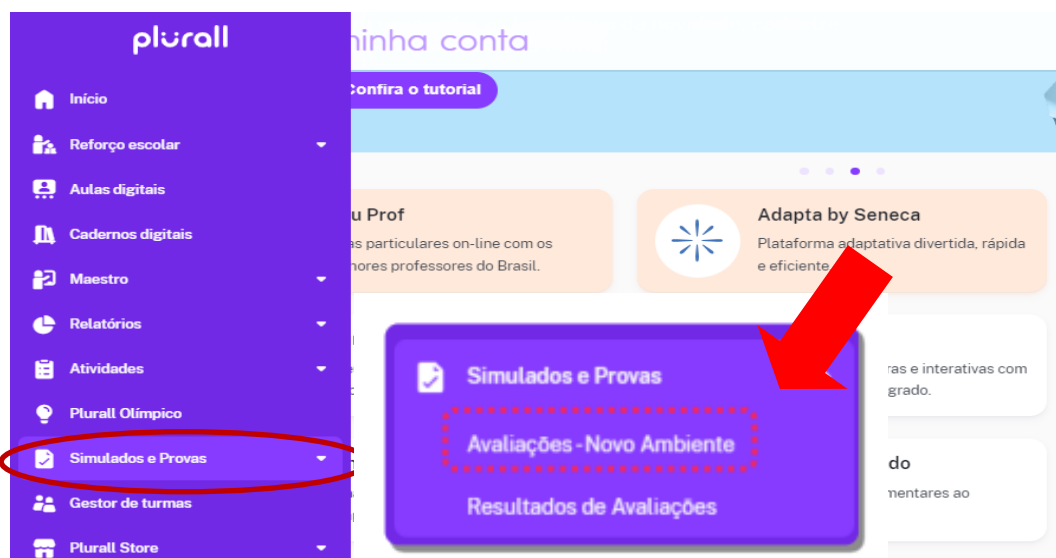 plurall
minha conta
Confira o tutorial
Início
Reforço escolar
Aulas digitais
Cadernos digitais
Maestro
Relatórios
Atividades
Plurall Olímpico
Simulados e Provas
Gestor de turmas
Plurall Store
u Prof
as particulares on-line com os
hores professores do Brasil.
Adapta by Seneca
Plataforma adaptativa divertida, rápida
e eficiente.
Simulados e Provas
Avaliações - Novo Ambiente
Resultados de Avaliações
ras e interativas com
grado.
do
mentares ao